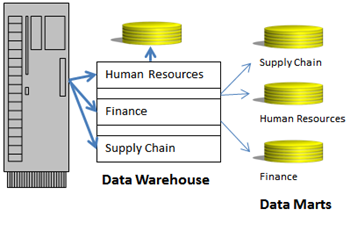 Human Resources
Finance
Supply Chain
Data Warehouse
Supply Chain
Human Resources
Finance
Data Marts